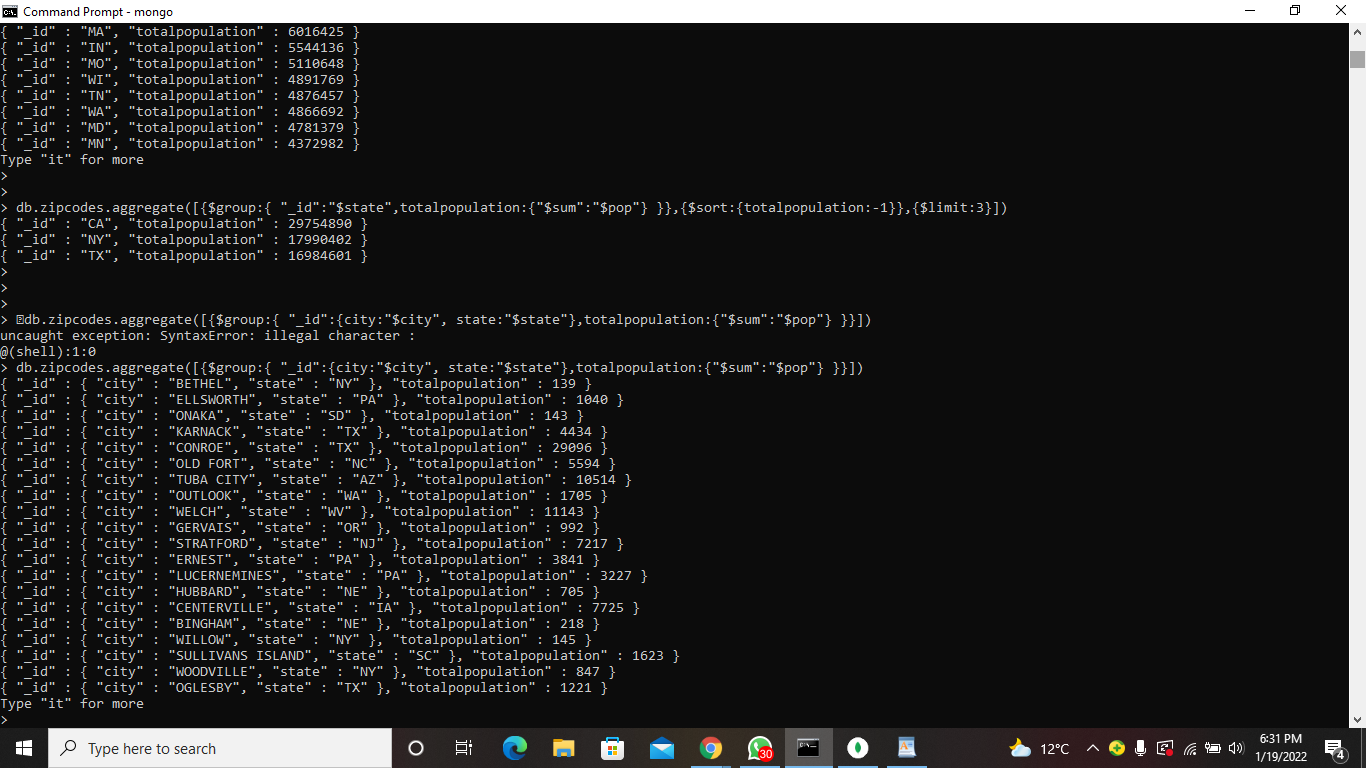 Command Prompt - mongo
{ "_id" : "MA", "totalpopulation" : 6016425 }
{ "_id" : "IN", "totalpopulation" : 5544136 }
{ "_id" : "MO", "totalpopulation" : 5110648 }
{ "_id" : "WI", "totalpopulation" : 4891769 }
{ "_id" : "TN", "totalpopulation" : 4876457 }
{ "_id" : "WA", "totalpopulation" : 4866692 }
{ "_id" : "MD", "totalpopulation" : 4781379 }
{ "_id" : "MN", "totalpopulation" : 4372982 }
Type "it" for more
>
>
> db.zipcodes.aggregate([{$group:{ "_id":"$state",totalpopulation:{"$sum":"$pop"} }},{$sort:{totalpopulation:-1}},{$limit:3}])
{ "_id" : "CA", "totalpopulation" : 29754890 }
{ "_id" : "NY", "totalpopulation" : 17990402 }
{ "_id" : "TX", "totalpopulation" : 16984601 }
>
>
>
> db.zipcodes.aggregate([{$group:{ "_id":{city:"$city", state:"$state"},totalpopulation:{"$sum":"$pop"} }}])
uncaught exception: SyntaxError: illegal character :
@(shell):1:0
> db.zipcodes.aggregate([{$group:{ "_id":{city:"$city", state:"$state"},totalpopulation:{"$sum":"$pop"} }}])
{ "_id" : { "city" : "BETHEL", "state" : "NY" }, "totalpopulation" : 139 }
{ "_id" : { "city" : "ELLSWORTH", "state" : "PA" }, "totalpopulation" : 1040 }
{ "_id" : { "city" : "ONAKA", "state" : "SD" }, "totalpopulation" : 143 }
{ "_id" : { "city" : "KARNACK", "state" : "TX" }, "totalpopulation" : 4434 }
{ "_id" : { "city" : "CONROE", "state" : "TX" }, "totalpopulation" : 29096 }
{ "_id" : { "city" : "OLD FORT", "state" : "NC" }, "totalpopulation" : 5594 }
{ "_id" : { "city" : "TUBA CITY", "state" : "AZ" }, "totalpopulation" : 10514 }
{ "_id" : { "city" : "OUTLOOK", "state" : "WA" }, "totalpopulation" : 1705 }
{ "_id" : { "city" : "WELCH", "state" : "WV" }, "totalpopulation" : 11143 }
{ "_id" : { "city" : "GERVAIS", "state" : "OR" }, "totalpopulation" : 992 }
{ "_id" : { "city" : "STRATFORD", "state" : "NJ" }, "totalpopulation" : 7217 }
{ "_id" : { "city" : "ERNEST", "state" : "PA" }, "totalpopulation" : 3841 }
{ "_id" : { "city" : "LUCERNEMINES", "state" : "PA" }, "totalpopulation" : 3227 }
{ "_id" : { "city" : "HUBBARD", "state" : "NE" }, "totalpopulation" : 705 }
{ "_id" : { "city" : "CENTERVILLE", "state" : "IA" }, "totalpopulation" : 7725 }
{ "_id" : { "city" : "BINGHAM", "state" : "NE" }, "totalpopulation" : 218 }
{ "_id" : { "city" : "WILLOW", "state" : "NY" }, "totalpopulation" : 145 }
{ "_id" : { "city" : "SULLIVANS ISLAND", "state" : "SC" }, "totalpopulation" : 1623 }
{ "_id" : { "city" : "WOODVILLE", "state" : "NY" }, "totalpopulation" : 847 }
{ "_id" : { "city" : "OGLESBY", "state" : "TX" }, "totalpopulation" : 1221 }
Type "it" for more
>
Type here to search
30
12°C
6:31 PM
1/19/2022
4